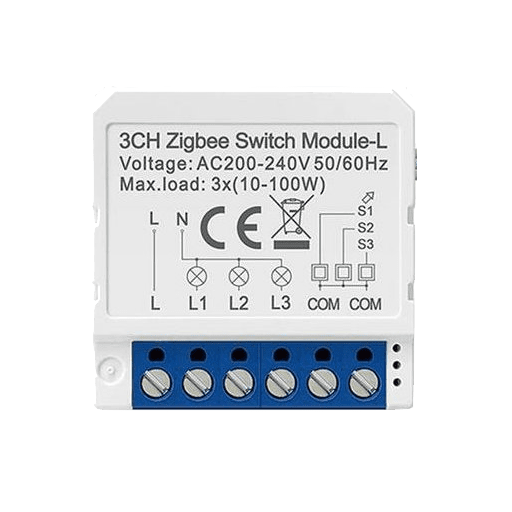 3CH Zigbee Switch Module-L
Voltage: AC200-240V 50/60Hz
Max.load: 3x(10-100W)
L N
CE
S1
S2
S3
L L1 L2 L3 COM COM